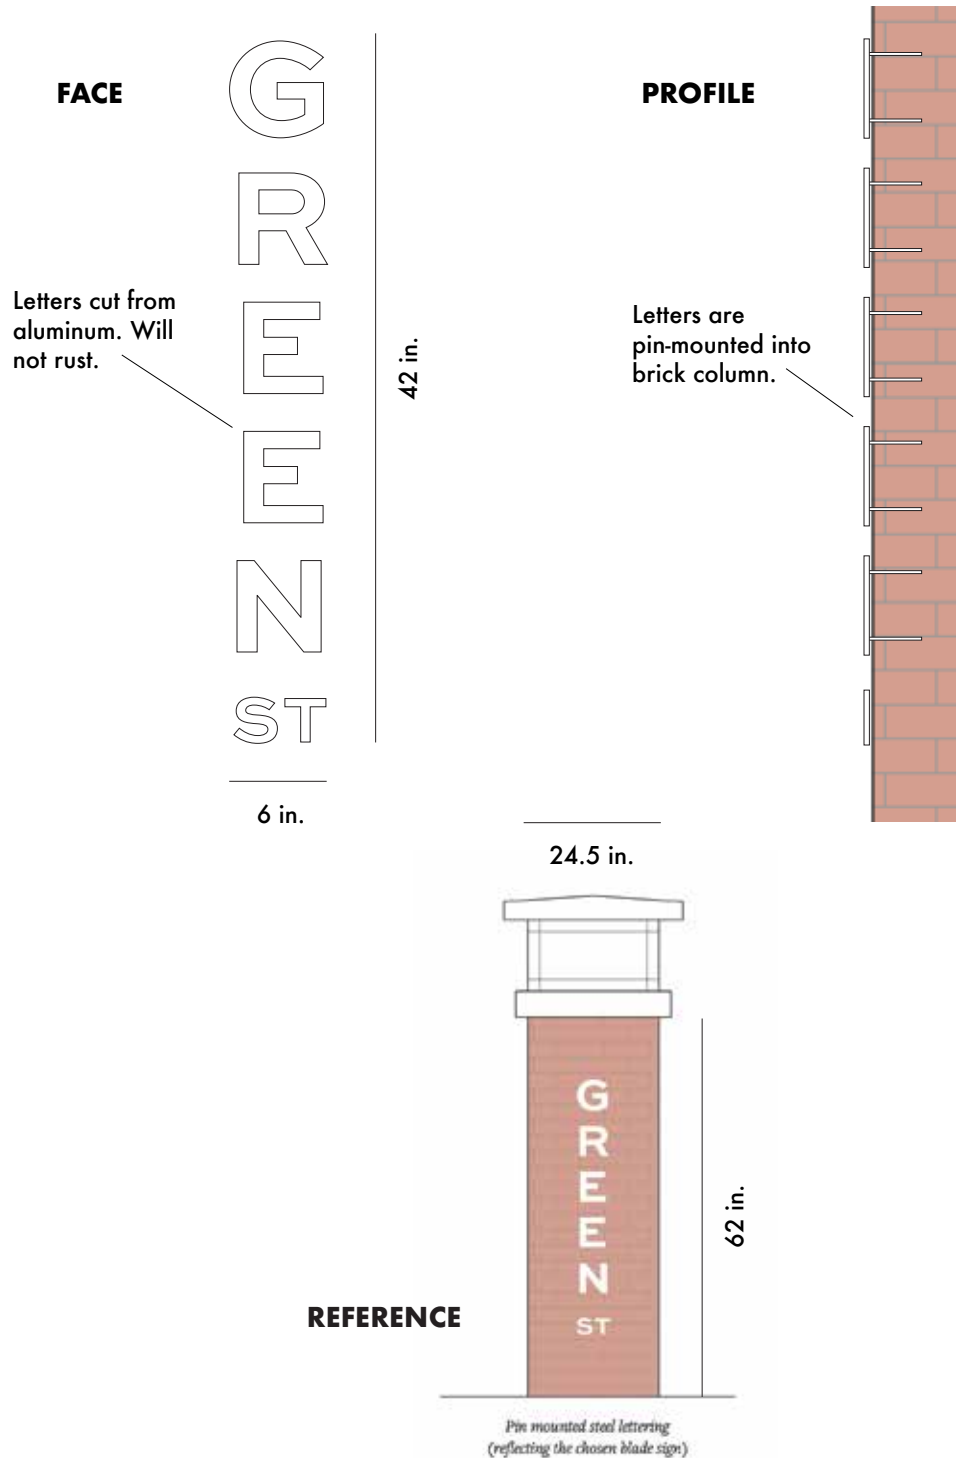 FACE
G
R
E
E
N
ST
Letters cut from
aluminum. Will
not rust.
42 in.
6 in.
PROFILE
Letters are
pin-mounted into
brick column.
24.5 in.
G
R
E
E
N
ST
62 in.
REFERENCE
Pin mounted steel lettering
(reflecting the chosen blade sign)